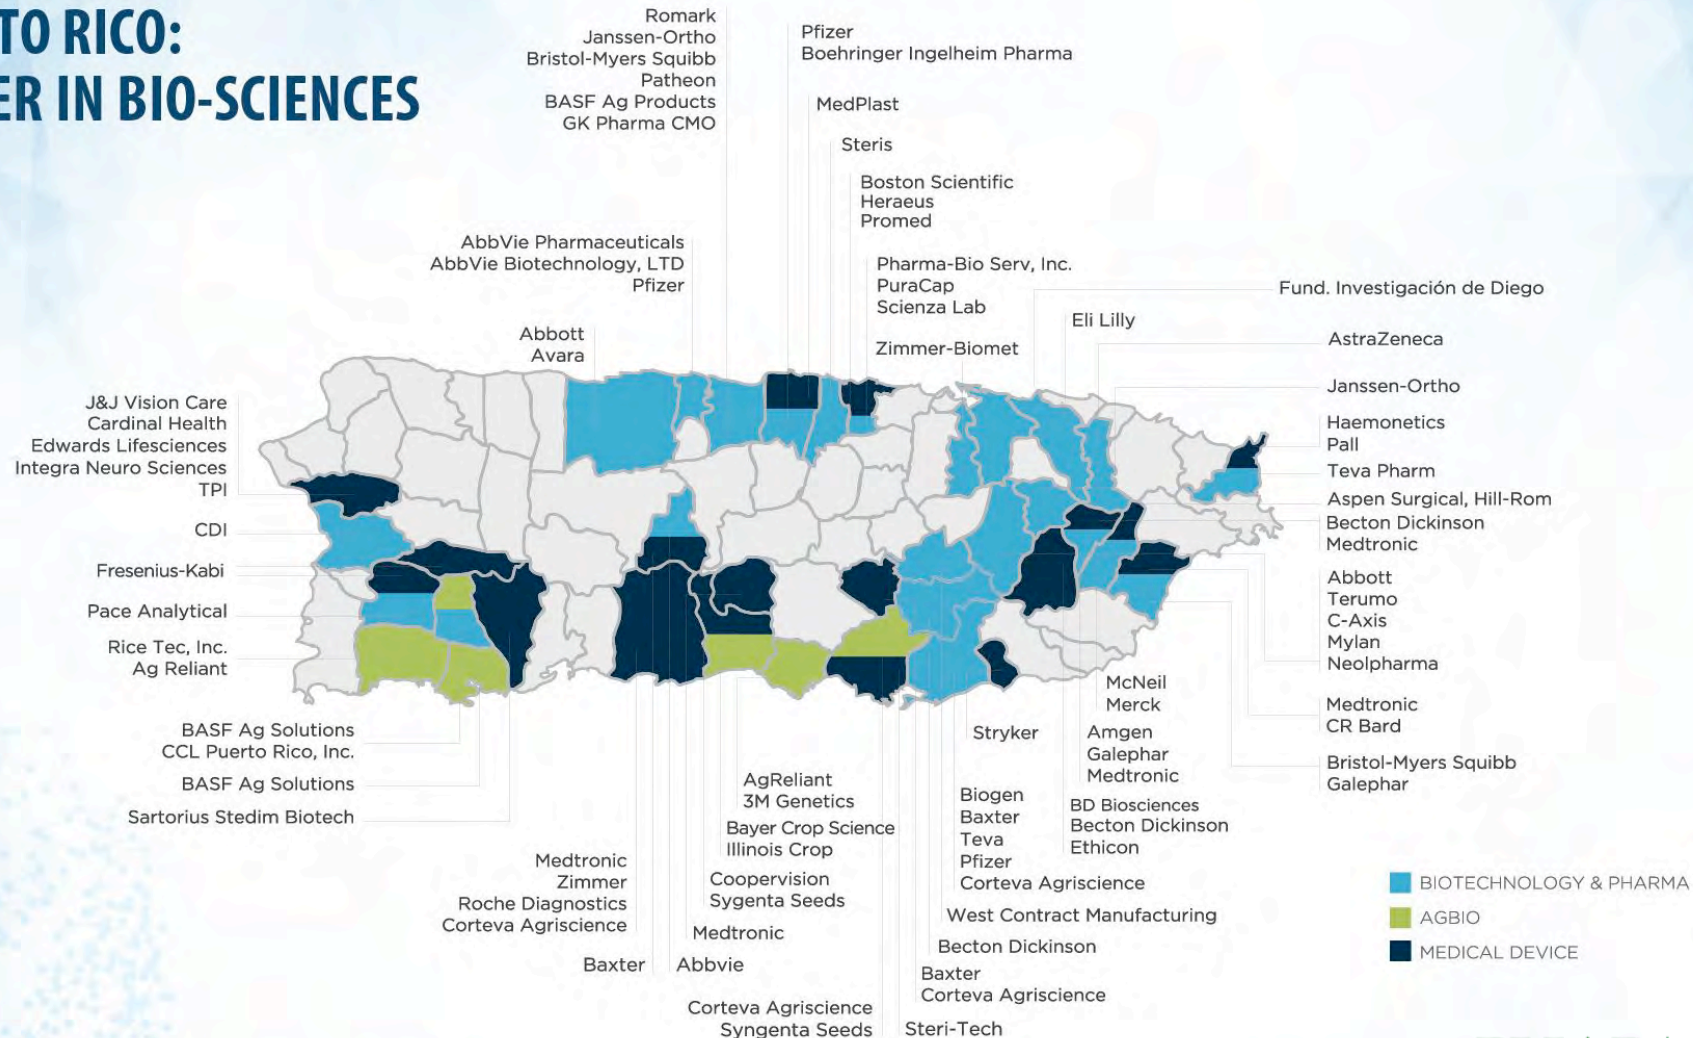 TO RICO:
ER IN BIO-SCIENCES
Romark
Janssen-Ortho
Bristol-Myers Squibb
Patheon
BASF Ag Products
GK Pharma CMO
Pfizer
Boehringer Ingelheim Pharma
MedPlast
Steris
Boston Scientific
Heraeus
Promed
AbbVie Pharmaceuticals
AbbVie Biotechnology, LTD
Pfizer
Pharma-Bio Serv, Inc.
PuraCap
Scienza Lab
Fund. Investigación de Diego
Abbott
Avara
Zimmer-Biomet
Eli Lilly
AstraZeneca
Janssen-Ortho
Haemonetics
Pall
Teva Pharm
Aspen Surgical, Hill-Rom
Becton Dickinson
Medtronic
Abbott
Terumo
C-Axis
Mylan
Neolpharma
Medtronic
CR Bard
Bristol-Myers Squibb
Galephar
J&J Vision Care
Cardinal Health
Edwards Lifesciences
Integra Neuro Sciences
TPI
CDI
Fresenius-Kabi
Pace Analytical
Rice Tec, Inc.
Ag Reliant
BASF Ag Solutions
CCL Puerto Rico, Inc.
BASF Ag Solutions
Sartorius Stedim Biotech
Medtronic
Zimmer
Roche Diagnostics
Corteva Agriscience
Baxter
Abbvie
Medtronic
Coopervision
Sygenta Seeds
Bayer Crop Science
Illinois Crop
AgReliant
3M Genetics
Corteva Agriscience
Syngenta Seeds
Steri-Tech
Baxter
Corteva Agriscience
Becton Dickinson
West Contract Manufacturing
Biogen
Baxter
Teva
Pfizer
Corteva Agriscience
Stryker
BD Biosciences
Becton Dickinson
Ethicon
Amgen
Galephar
Medtronic
McNeil
Merck
BIOTECHNOLOGY & PHARMA
AGBIO
MEDICAL DEVICE